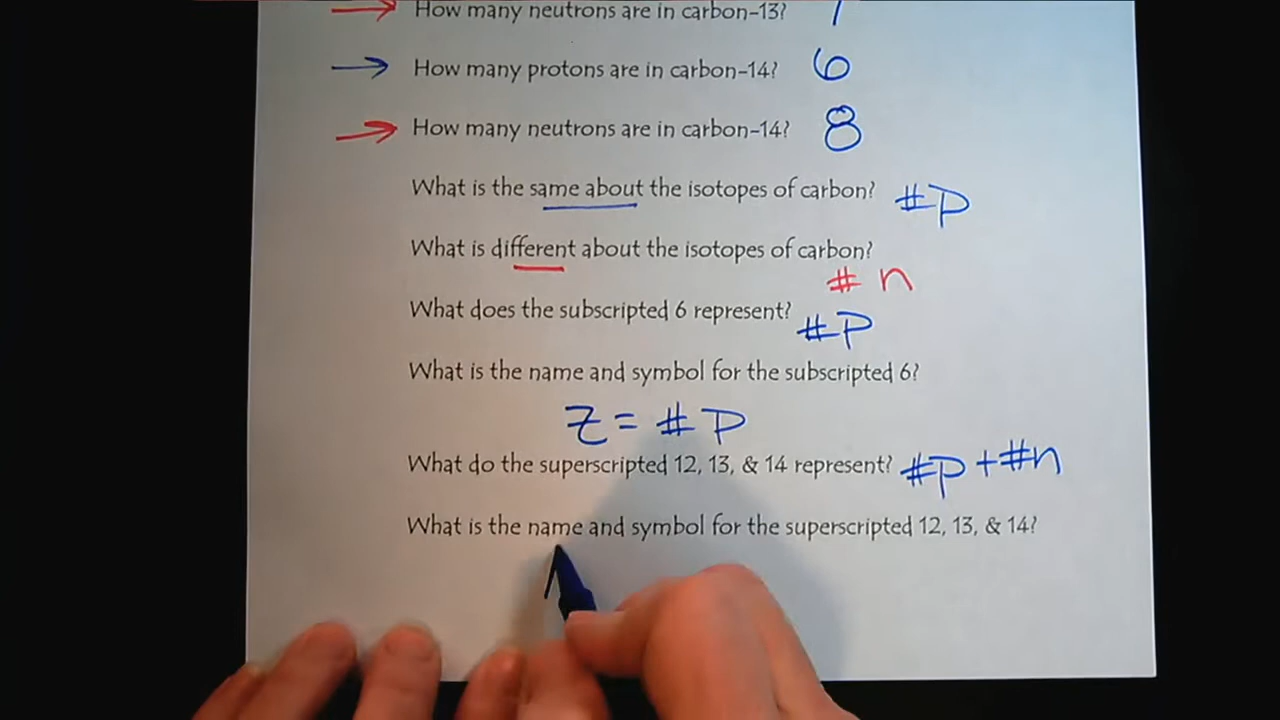 How many neutrons are in carbon-13? 7
How many protons are in carbon-14? 6
How many neutrons are in carbon-14? 8
What is the same about the isotopes of carbon? #P
What is different about the isotopes of carbon?
# n
What does the subscripted 6 represent? #P
What is the name and symbol for the subscripted 6?
Z = # P
What do the superscripted 12, 13, & 14 represent? #p + #n
What is the name and symbol for the superscripted 12, 13, & 14?